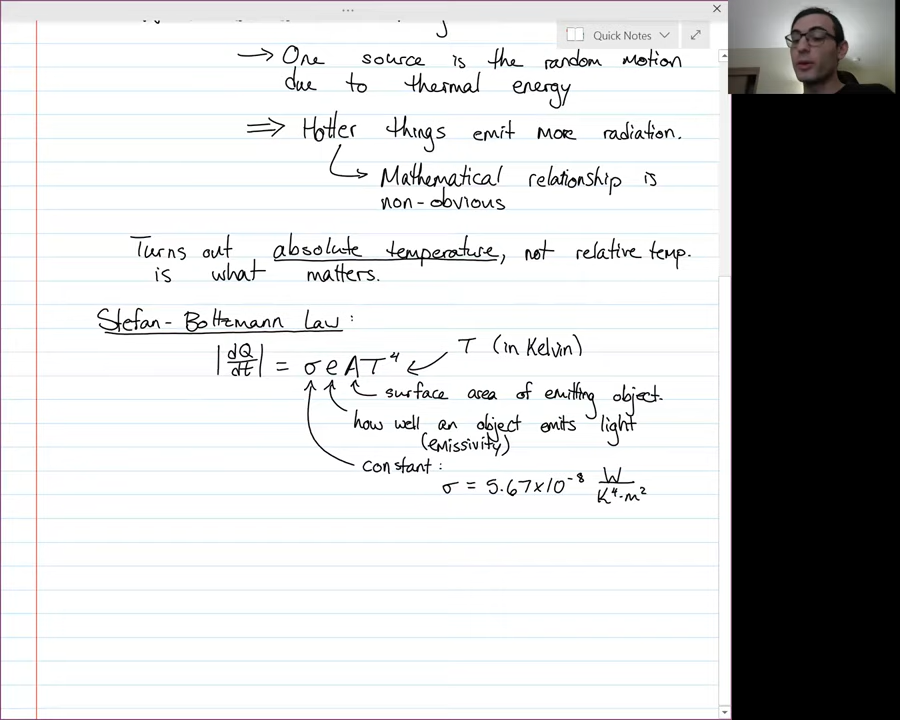 Quick Notes
→ One source is the random motion
due to thermal energy
⇒ Hotter things emit more radiation.
↳ Mathematical relationship is
non-obvious
Turns out absolute temperature, not relative temp.
is what matters.
Stefan-Boltzmann Law:
|dQ/dt| = σeAT⁴ ← T (in Kelvin)
surface area of emitting object.
how well an object emits light
(emissivity)
constant:
σ = 5.67×10⁻⁸ W/K⁴·m²